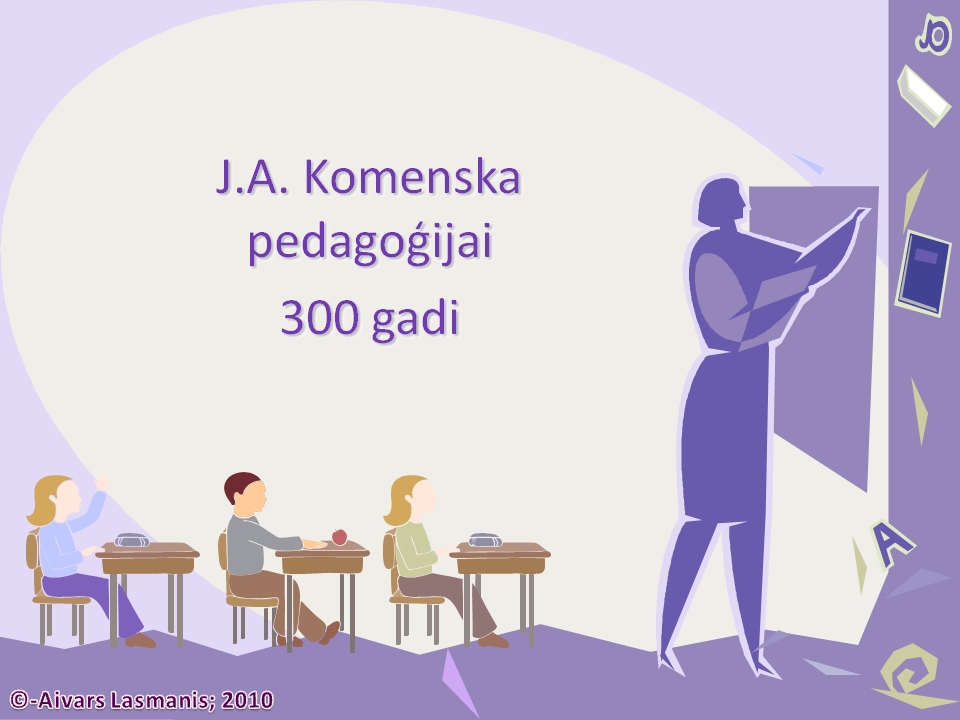 J.A. Komenska
pedagoģijai
300 gadi
A
©-Aivars Lasmanis; 2010